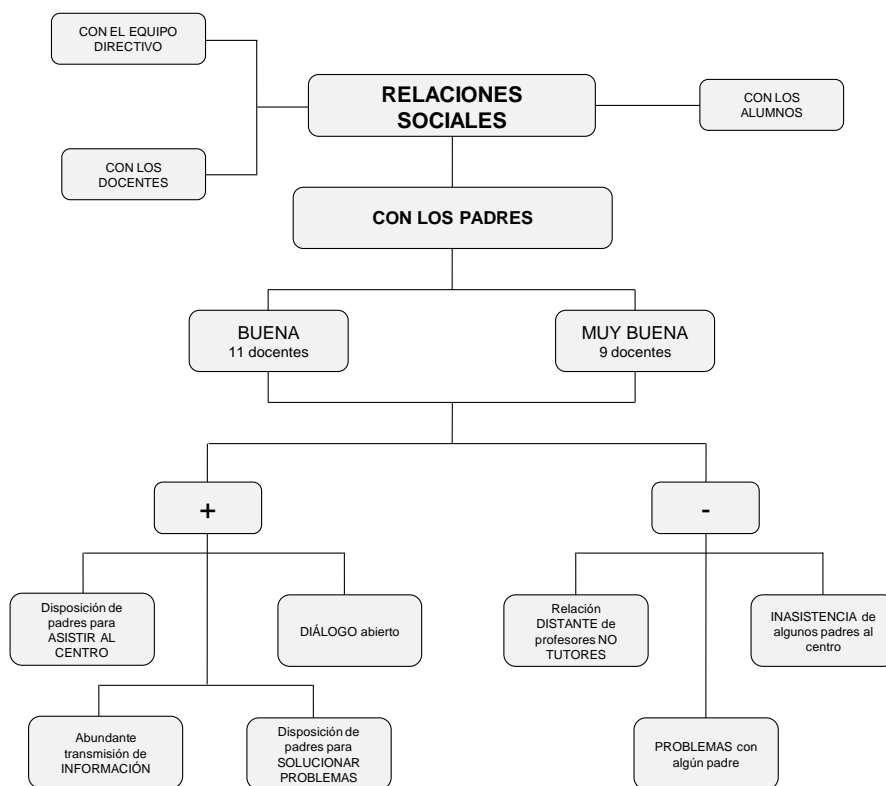 CON EL EQUIPO
DIRECTIVO
RELACIONES
SOCIALES
CON LOS
ALUMNOS
CON LOS
DOCENTES
CON LOS PADRES
BUENA
11 docentes
MUY BUENA
9 docentes
+
-
Disposición de
padres para
ASISTIR AL
CENTRO
DIÁLOGO abierto
Relación
DISTANTE de
profesores NO
TUTORES
INASISTENCIA de
algunos padres al
centro
Abundante
transmisión de
INFORMACIÓN
Disposición de
padres para
SOLUCIONAR
PROBLEMAS
PROBLEMAS con
algún padre